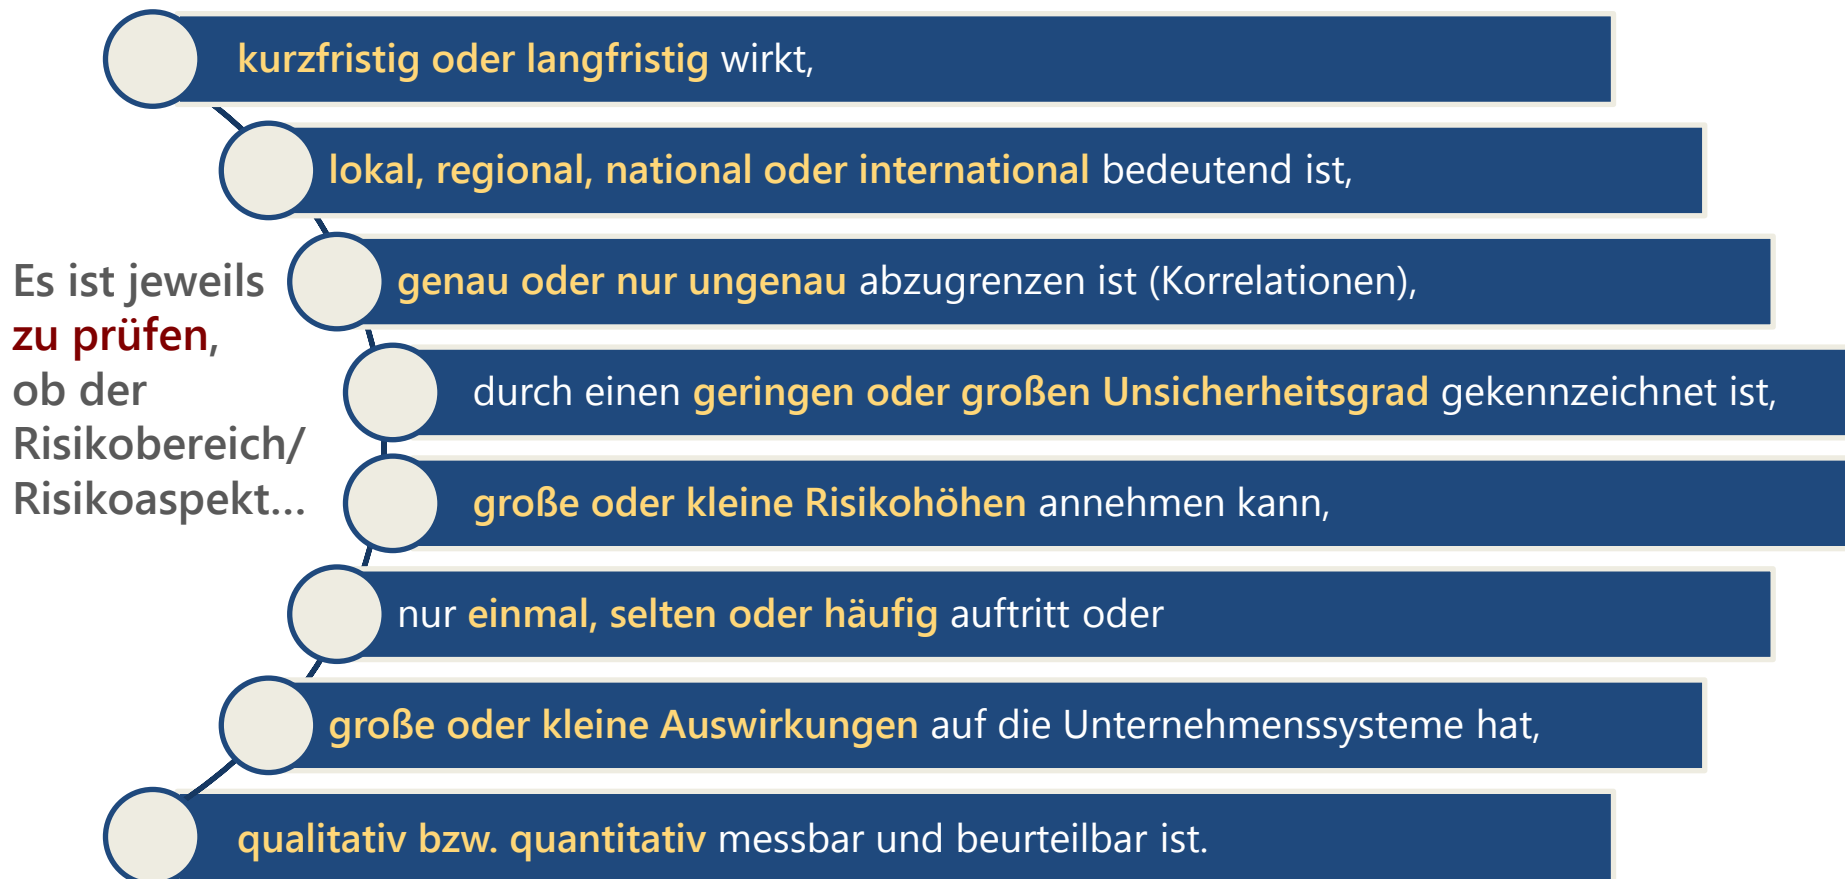 Es ist jeweils
zu prüfen,
ob der
Risikobereich/
Risikoaspekt...
kurzfristig oder langfristig wirkt,
lokal, regional, national oder international bedeutend ist,
genau oder nur ungenau abzugrenzen ist (Korrelationen),
durch einen geringen oder großen Unsicherheitsgrad gekennzeichnet ist,
große oder kleine Risikohöhen annehmen kann,
nur einmal, selten oder häufig auftritt oder
große oder kleine Auswirkungen auf die Unternehmenssysteme hat,
qualitativ bzw. quantitativ messbar und beurteilbar ist.